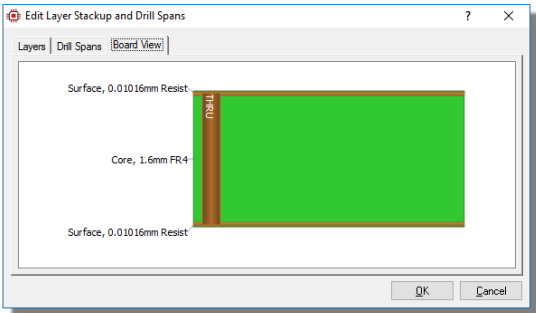 Edit Layer Stackup and Drill Spans
?
Layers
Drill Spans
Board View
Surface, 0.01016mm Resist
THRU
Core, 1.6mm FR4
Surface, 0.01016mm Resist
OK
Cancel